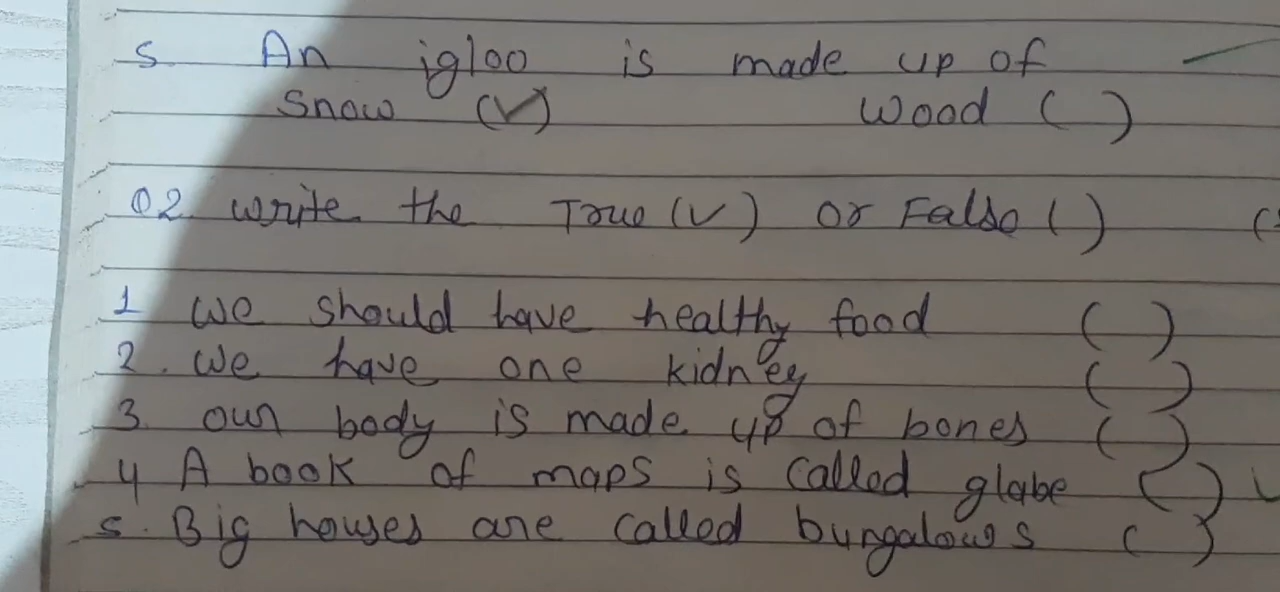 5. An igloo is made up of
Snow (✓) Wood ( )
Q2. Write the True (✓) or False ( )
1 We should have healthy food ( )
2. We have one kidney ( )
3. our body is made up of bones ( )
4 A book of maps is called globe ( )
5. Big houses are called bungalows ( )